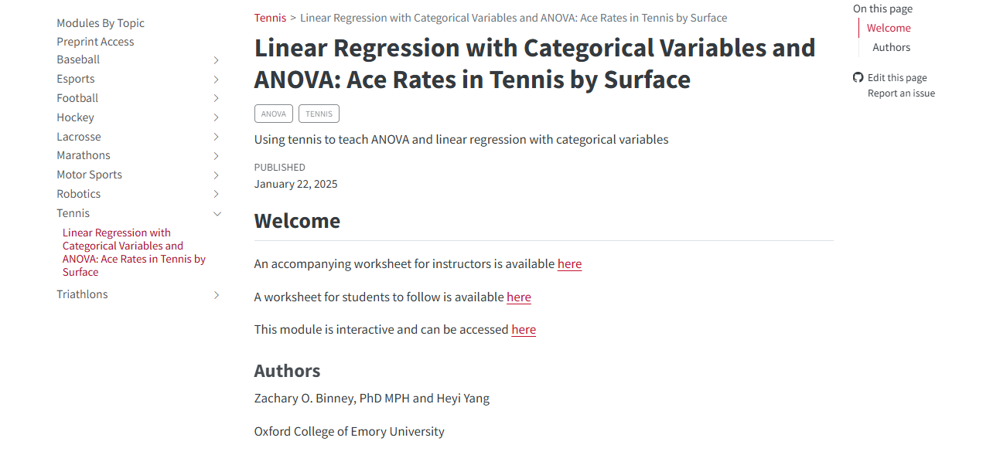 Modules By Topic
Preprint Access
Baseball
Esports
Football
Hockey
Lacrosse
Marathons
Motor Sports
Robotics
Tennis
Linear Regression with
Categorical Variables and
ANOVA: Ace Rates in Tennis by
Surface
Triathlons
Tennis > Linear Regression with Categorical Variables and ANOVA: Ace Rates in Tennis by Surface
Linear Regression with Categorical Variables and
ANOVA: Ace Rates in Tennis by Surface
ANOVA TENNIS
Using tennis to teach ANOVA and linear regression with categorical variables
PUBLISHED
January 22, 2025
Welcome
An accompanying worksheet for instructors is available here
A worksheet for students to follow is available here
This module is interactive and can be accessed here
Authors
Zachary O. Binney, PhD MPH and Heyi Yang
Oxford College of Emory University
On this page
Welcome
Authors
Edit this page
Report an issue